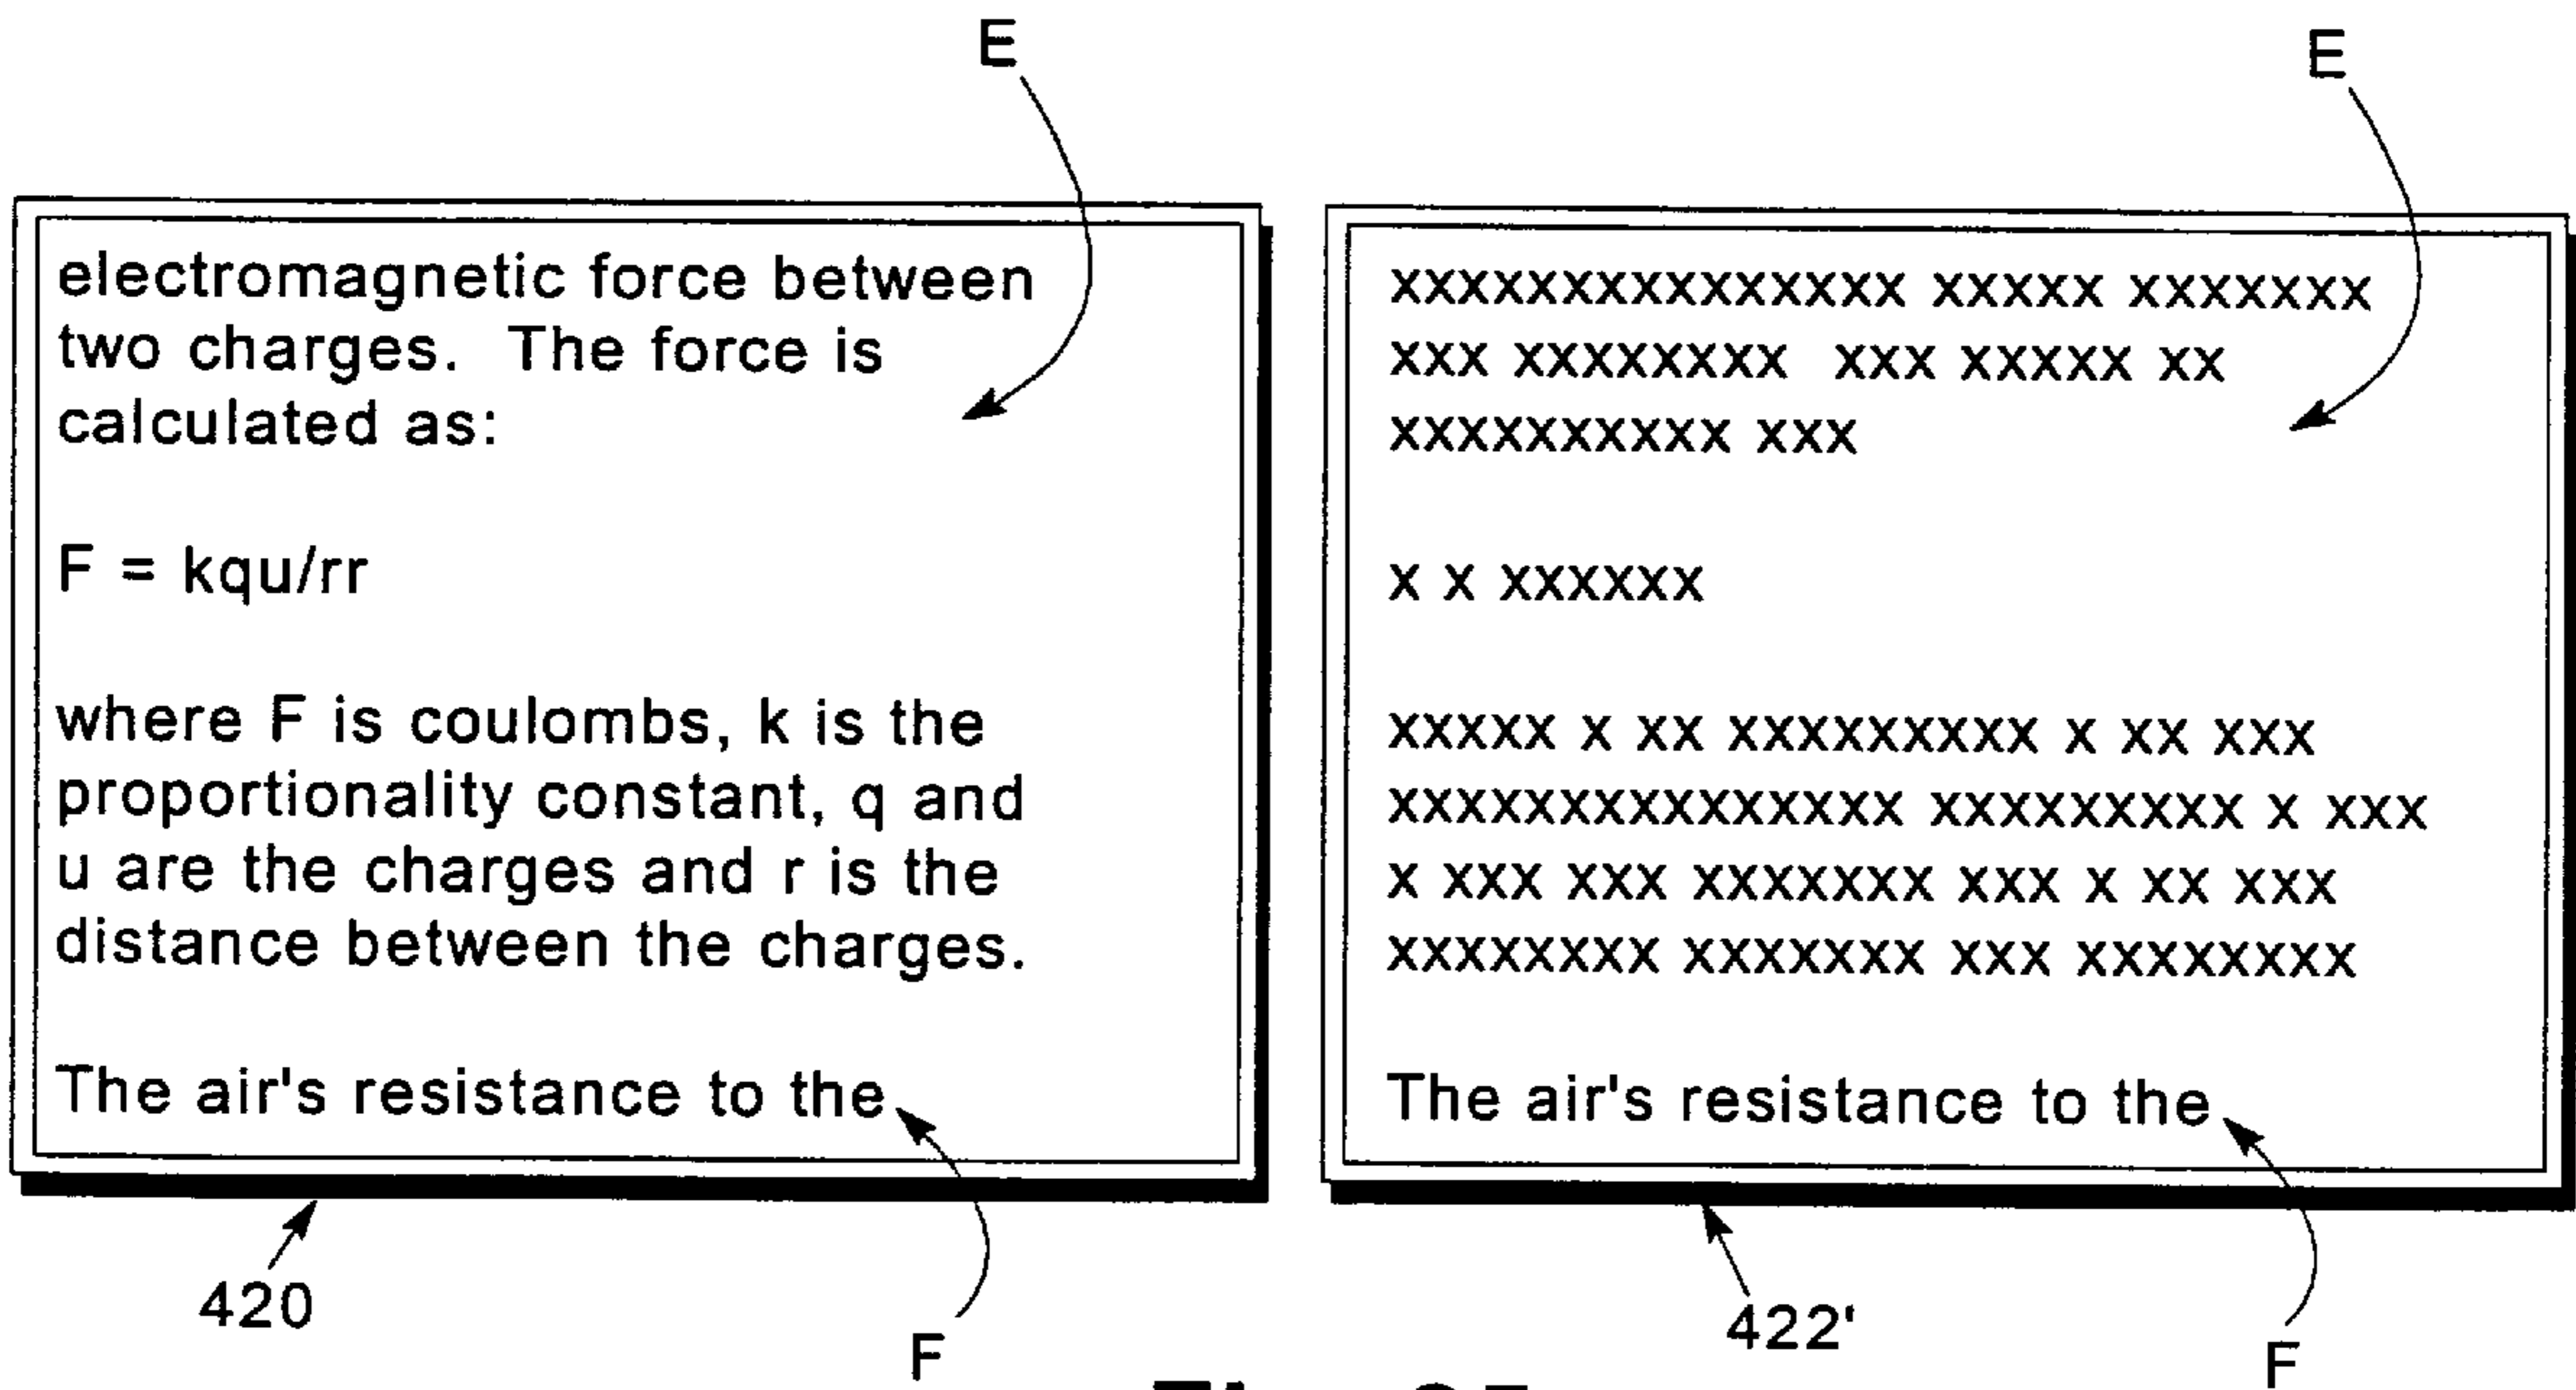 E
electromagnetic force between
two charges. The force is
calculated as:
F = kqu/rr
where F is coulombs, k is the
proportionality constant, q and
u are the charges and r is the
distance between the charges.
The air's resistance to the
420
F
E
xxxxxxxxxxxxxxx xxxxx xxxxxxx
xxx xxxxxxxx xxx xxxxx xx
xxxxxxxxxx xxx
x x xxxxxx
xxxxx x xx xxxxxxxxx x xx xxx
xxxxxxxxxxxxxxx xxxxxxxxx x xxx
x xxx xxx xxxxxxx xxx x xx xxx
xxxxxxxx xxxxxxx xxx xxxxxxxx
The air's resistance to the
422'
F